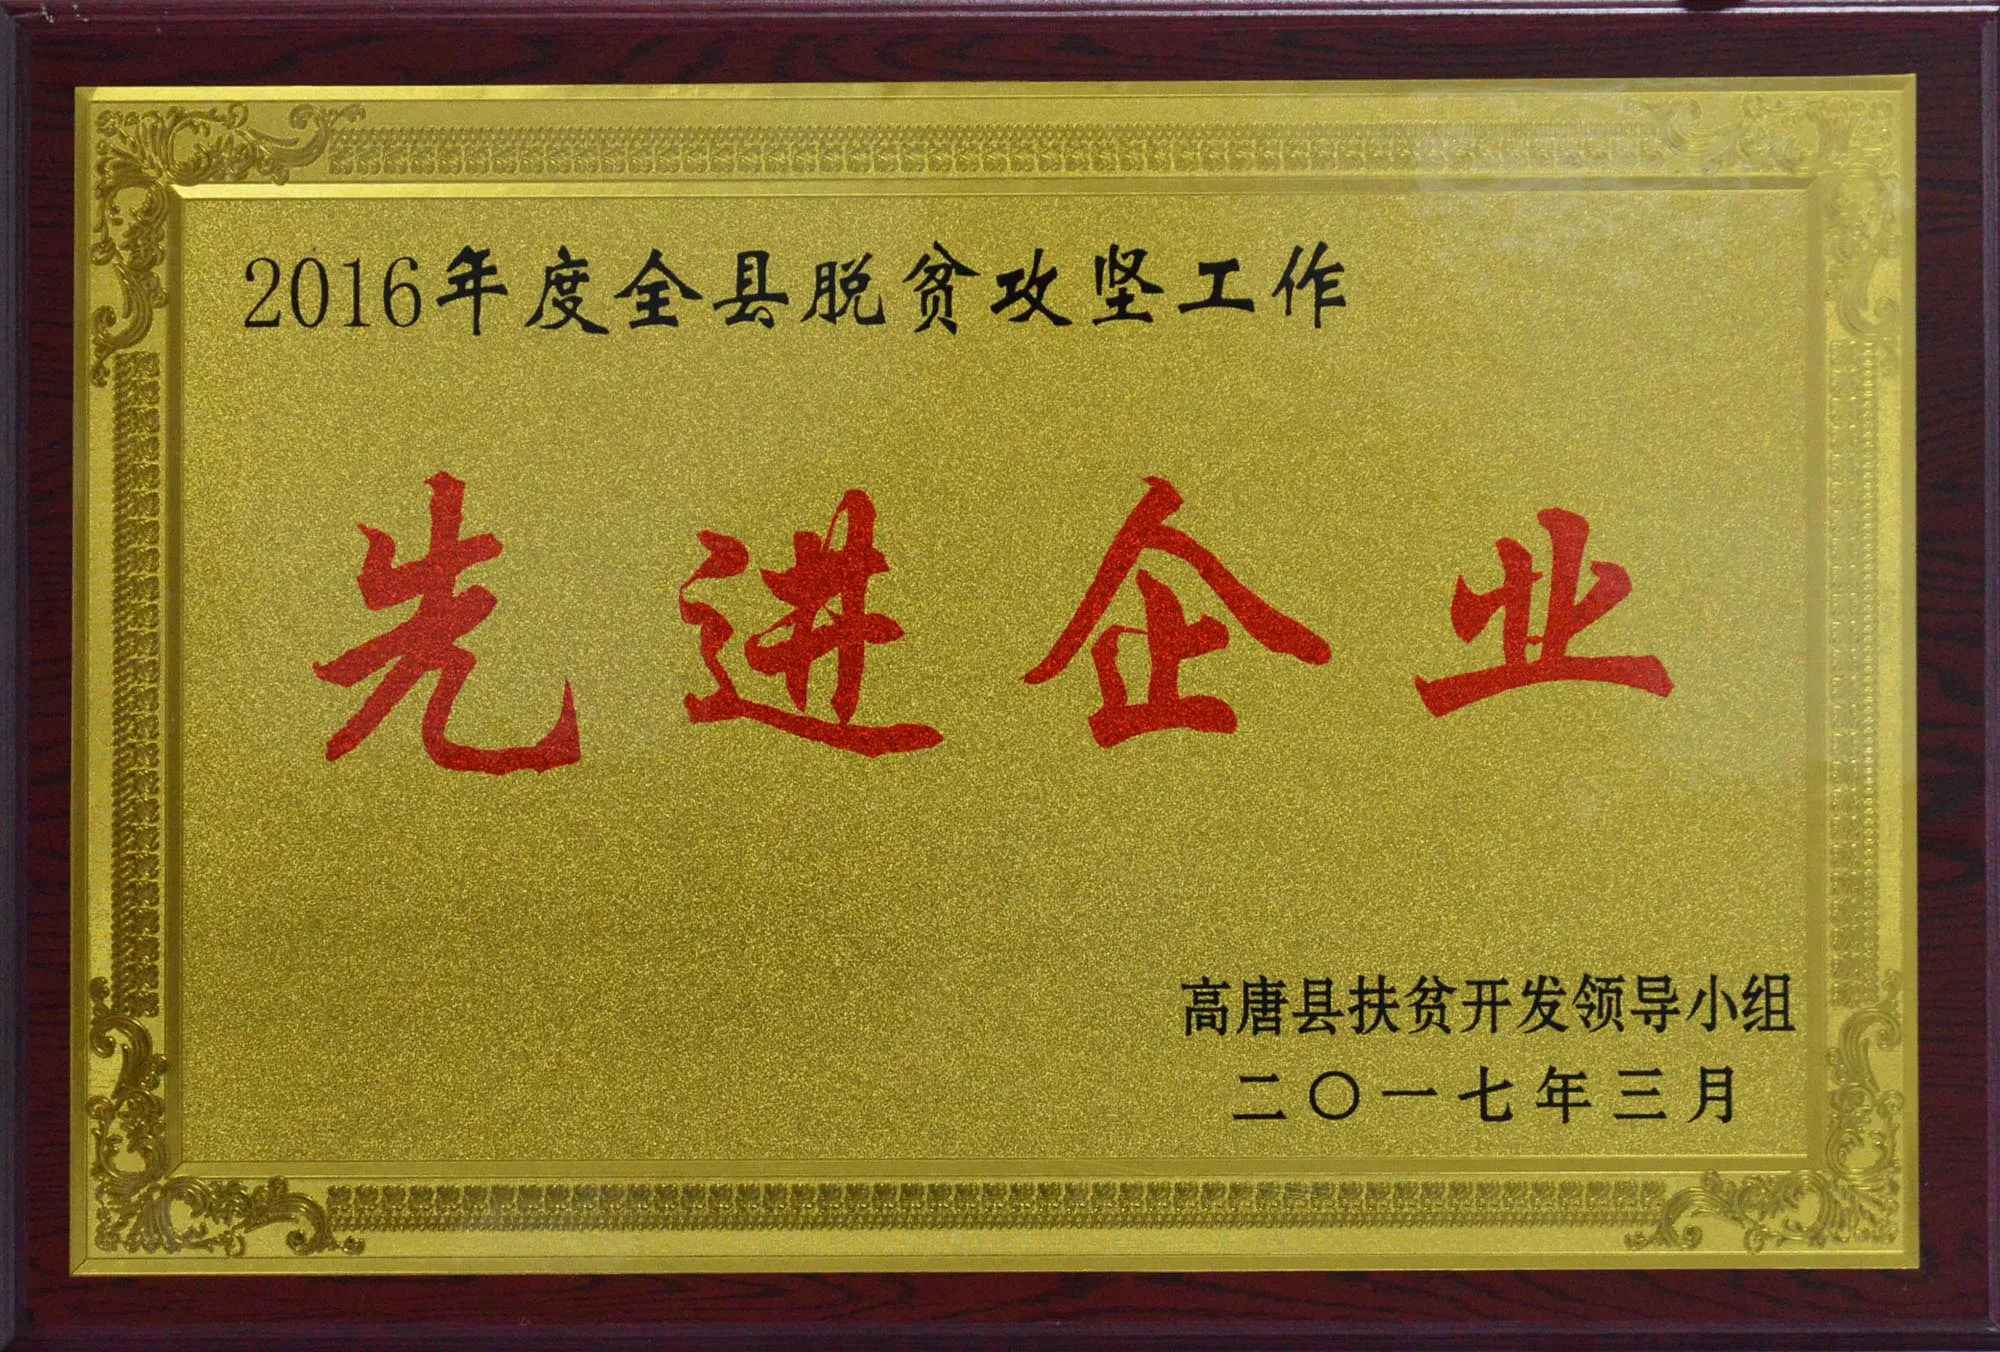 2016年度全县脱贫攻坚工作
先进企业
高唐县扶贫开发领导小组
二〇一七年三月